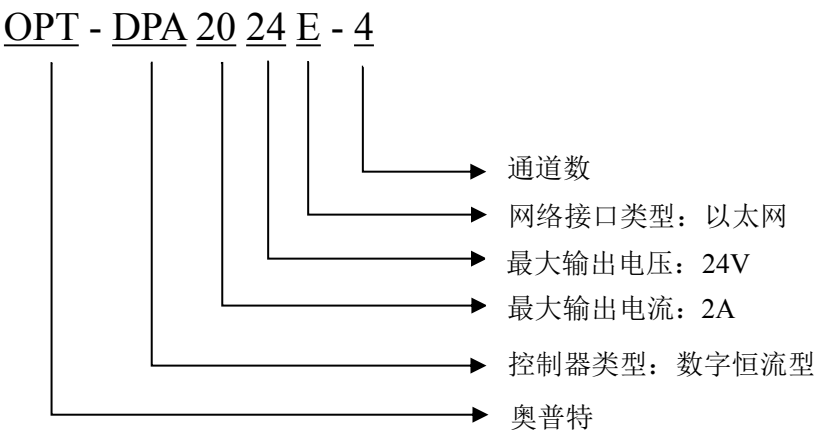 OPT - DPA 20 24 E - 4
通道数
网络接口类型：以太网
最大输出电压：24V
最大输出电流：2A
控制器类型：数字恒流型
奥普特